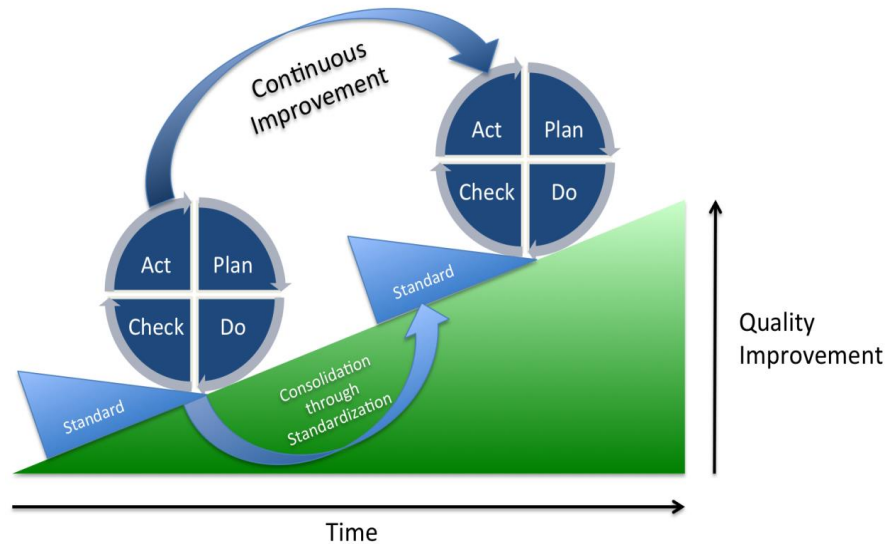 Continuous
Improvement
Act
Plan
Check
Do
Act
Plan
Check
Do
Standard
Standard
Consolidation
through
Standardization
Quality
Improvement
Time